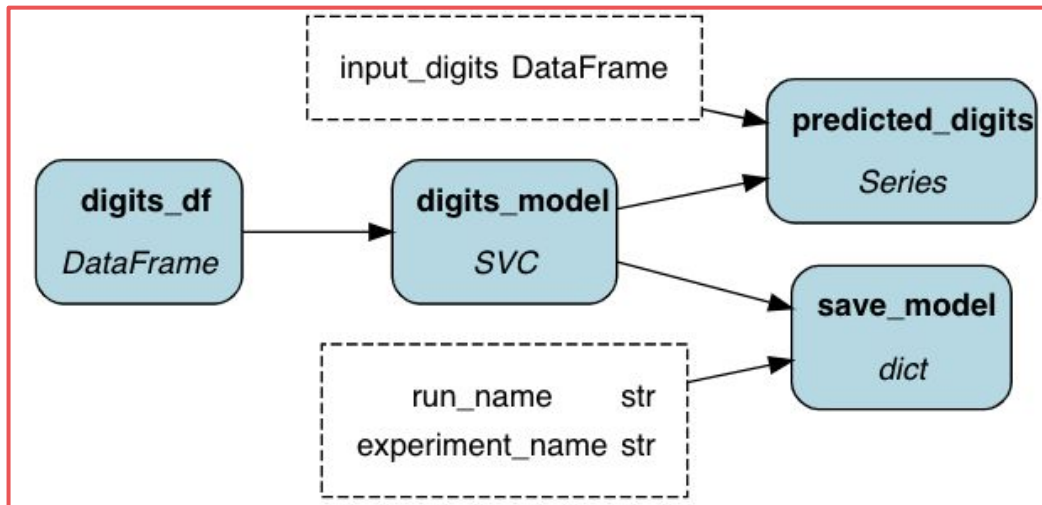 input_digits DataFrame
predicted_digits
Series
digits_df
DataFrame
digits_model
SVC
save_model
dict
run_name str
experiment_name str